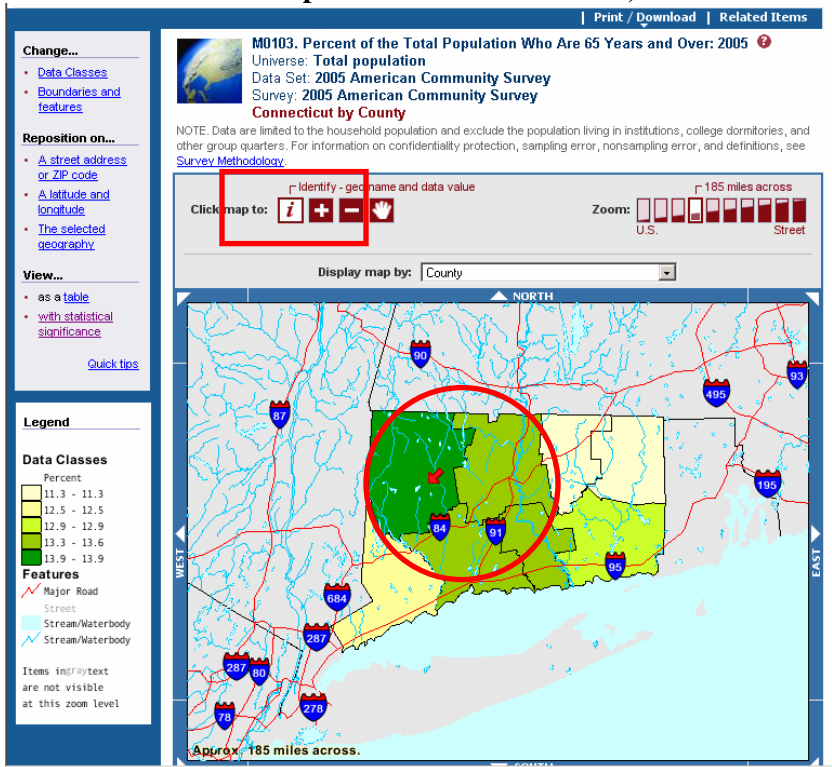 Print / Download | Related Items
Change...
• Data Classes
• Boundaries and
features
Reposition on...
• A street address
or ZIP code
• A latitude and
longitude
• The selected
geography
View...
• as a table
• with statistical
significance
Quick tips
M0103. Percent of the Total Population Who Are 65 Years and Over: 2005 ?
Universe: Total population
Data Set: 2005 American Community Survey
Survey: 2005 American Community Survey
Connecticut by County
NOTE. Data are limited to the household population and exclude the population living in institutions, college dormitories, and
other group quarters. For information on confidentiality protection, sampling error, nonsampling error, and definitions, see
Survey Methodology.
Identify - geo name and data value
Click map to: i
185 miles across
Zoom:
U.S. Street
Display map by: County
NORTH
WEST
EAST
90
93
495
87
195
84
91
95
684
287
287
80
278
78
Approx. 185 miles across.
SOUTH
Legend
Data Classes
Percent
11.3 - 11.3
12.5 - 12.5
12.9 - 12.9
13.3 - 13.6
13.9 - 13.9
Features
Major Road
Street
Stream/Waterbody
Stream/Waterbody
Items in gray text
are not visible
at this zoom level